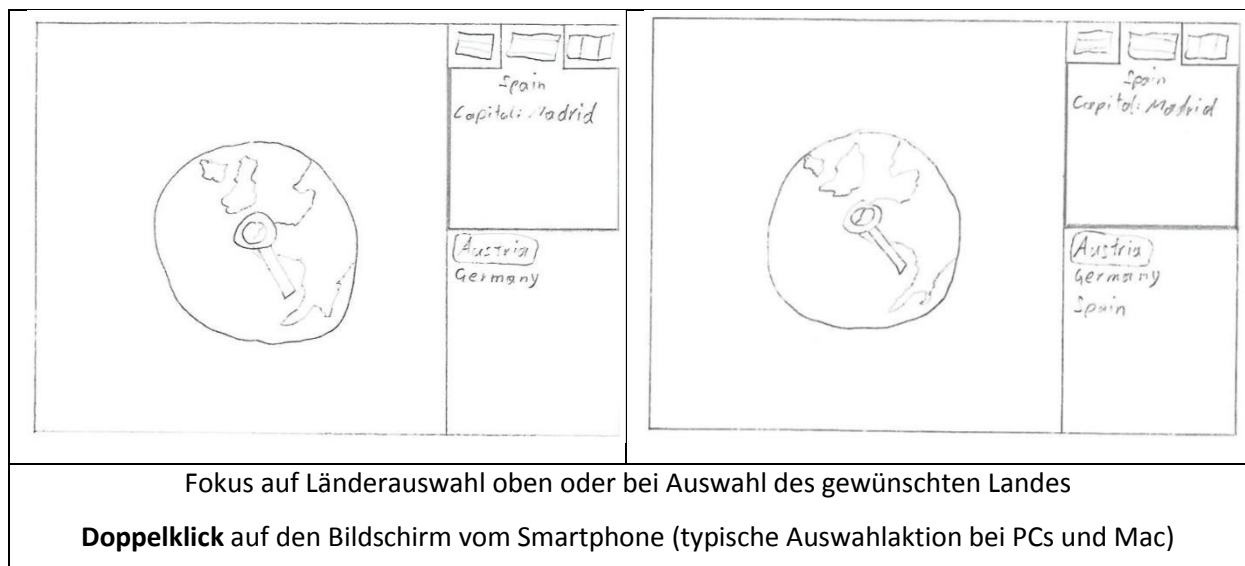 Spain
Capital: Madrid
Austria
Germany
Spain
Capital: Madrid
Austria
Germany
Spain
Fokus auf Länderauswahl oben oder bei Auswahl des gewünschten Landes
Doppelklick auf den Bildschirm vom Smartphone (typische Auswahlaktion bei PCs und Mac)